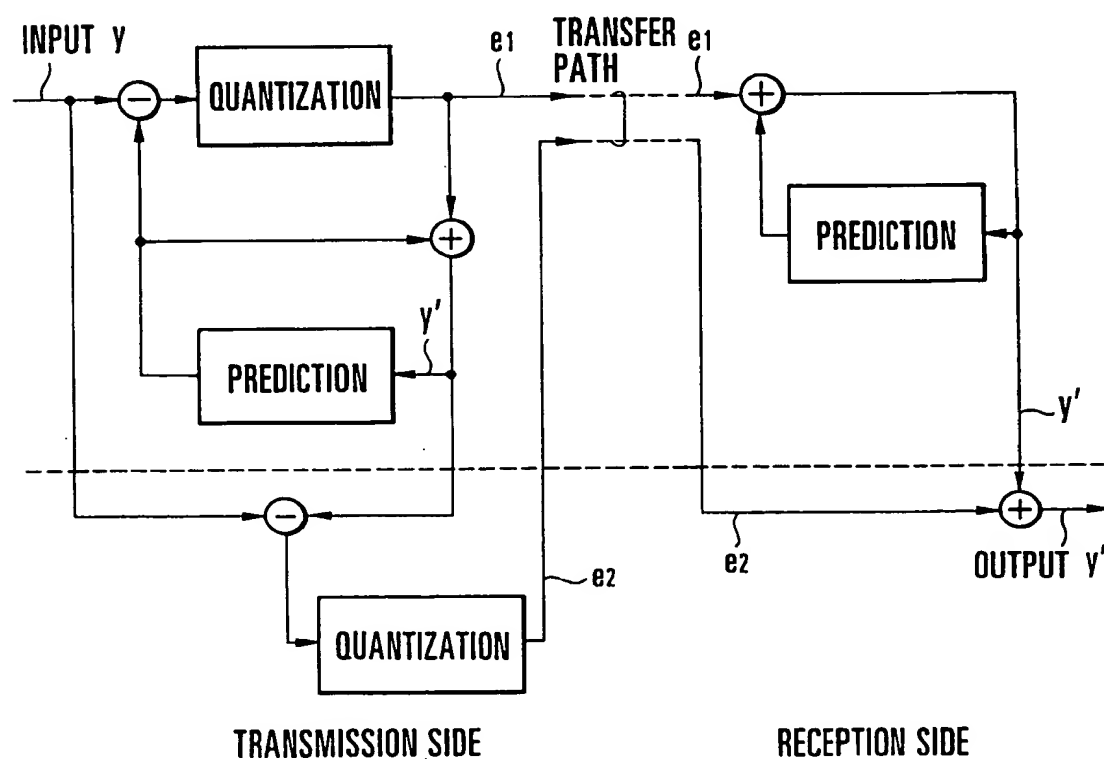 INPUT y
QUANTIZATION
e1
TRANSFER
PATH
e1
PREDICTION
y'
PREDICTION
y'
e2
e2
OUTPUT y'
QUANTIZATION
TRANSMISSION SIDE
RECEPTION SIDE